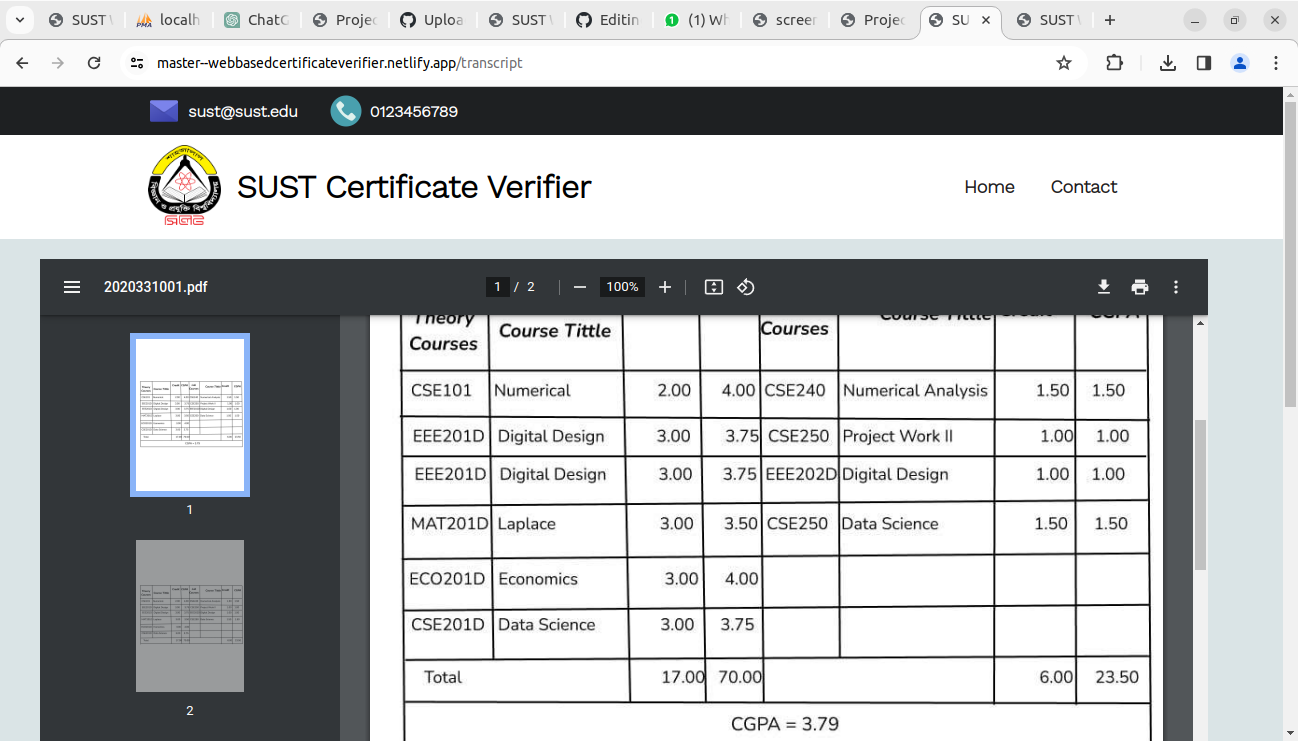 SUST
localh
ChatG
Projec
Uploa
SUST
Editin
(1) Wh
screer
Projec
SU
SUST
master--webbasedcertificateverifier.netlify.app/transcript
sust@sust.edu 0123456789
SUST Certificate Verifier
Home Contact
2020331001.pdf
1 / 2
100%
Theory Courses Course Tittle Courses Course Tittle Credit CGPA
CSE101 Numerical 2.00 4.00 CSE240 Numerical Analysis 1.50 1.50
EEE201D Digital Design 3.00 3.75 CSE250 Project Work II 1.00 1.00
EEE201D Digital Design 3.00 3.75 EEE202D Digital Design 1.00 1.00
MAT201D Laplace 3.00 3.50 CSE250 Data Science 1.50 1.50
ECO201D Economics 3.00 4.00
CSE201D Data Science 3.00 3.75
Total 17.00 70.00 6.00 23.50
CGPA = 3.79
1
2